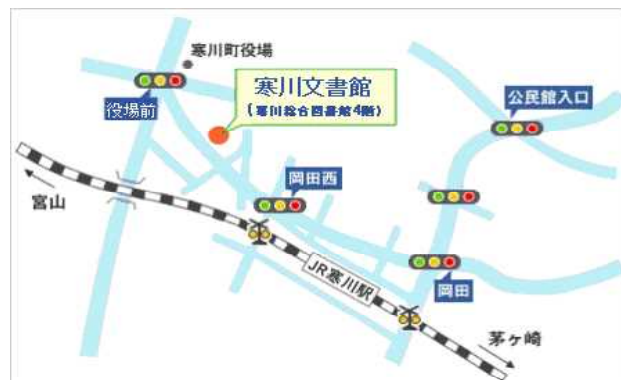 寒川町役場
寒川文書館
(寒川総合図書館4階)
役場前
公民館入口
岡田西
宮山
JR寒川駅
岡田
茅ヶ崎